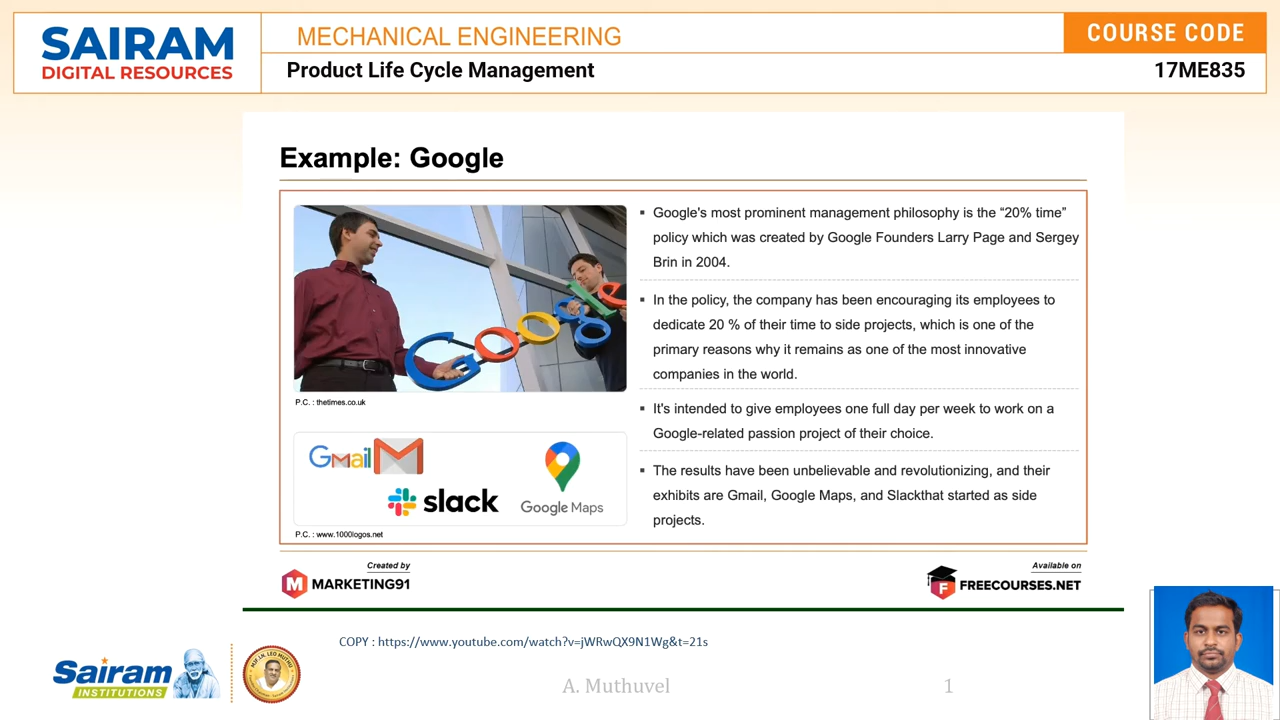 SAIRAM
DIGITAL RESOURCES
MECHANICAL ENGINEERING
COURSE CODE
Product Life Cycle Management
17ME835
Example: Google
Google's most prominent management philosophy is the “20% time”
policy which was created by Google Founders Larry Page and Sergey
Brin in 2004.
In the policy, the company has been encouraging its employees to
dedicate 20 % of their time to side projects, which is one of the
primary reasons why it remains as one of the most innovative
companies in the world.
It's intended to give employees one full day per week to work on a
Google-related passion project of their choice.
The results have been unbelievable and revolutionizing, and their
exhibits are Gmail, Google Maps, and Slackthat started as side
projects.
Google
P.C. : thetimes.co.uk
Gmail
slack
Google Maps
P.C. : www.1000logos.net
Created by
MARKETING91
Available on
FREECOURSES.NET
COPY : https://www.youtube.com/watch?v=jWRwQX9N1Wg&t=21s
Sairam
INSTITUTIONS
A. Muthuvel
1